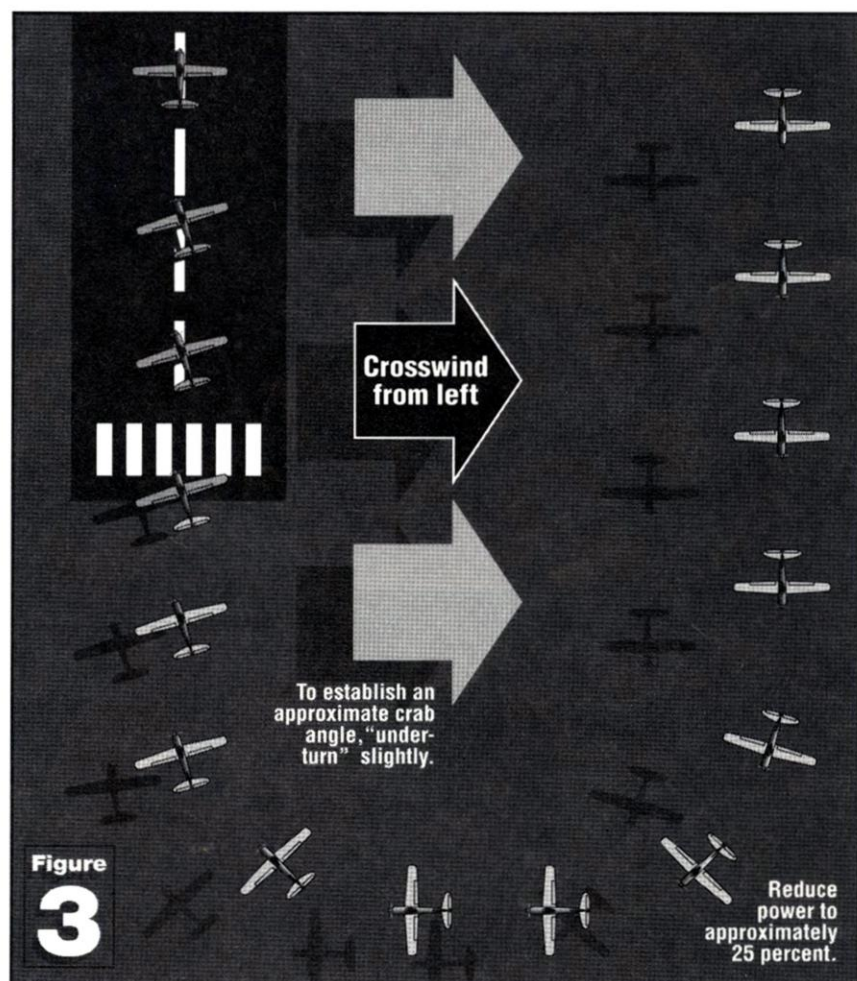 Crosswind
from left
To establish an
approximate crab
angle, “under-
turn” slightly.
Figure
3
Reduce
power to
approximately
25 percent.